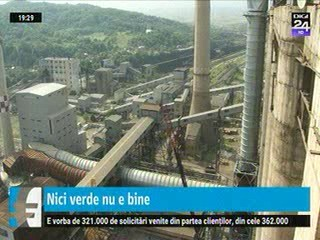 19:29
DIGI
24
HD
Nici verde nu e bine
E vorba de 321.000 de solicitări venite din partea clienților, din cele 362.000